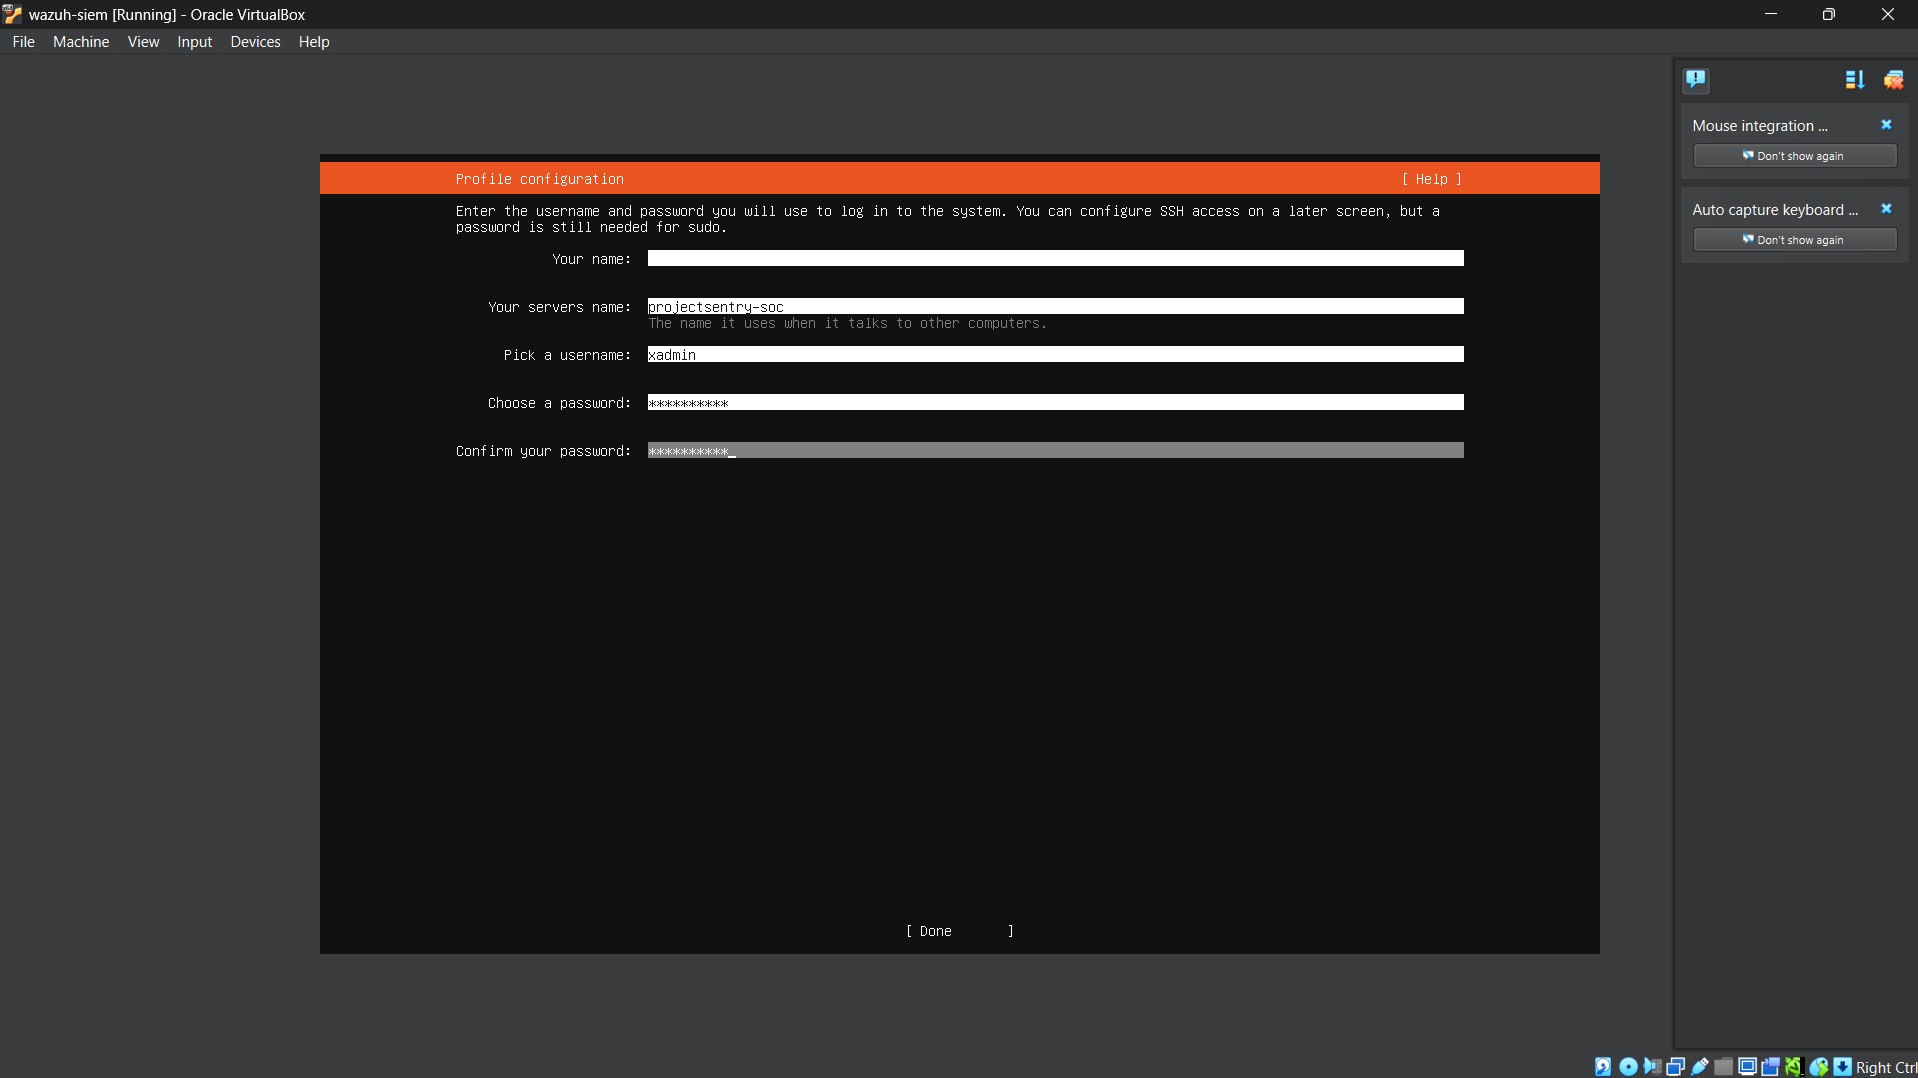 wazuh-siem [Running] - Oracle VirtualBox
File Machine View Input Devices Help
Mouse integration ...
Don't show again
Auto capture keyboard ...
Don't show again
Profile configuration [ Help ]
Enter the username and password you will use to log in to the system. You can configure SSH access on a later screen, but a
password is still needed for sudo.
Your name:
Your servers name: projectsentry-soc
The name it uses when it talks to other computers.
Pick a username: xadmin
Choose a password: **********
Confirm your password: **********_
[ Done ]
Right Ctrl